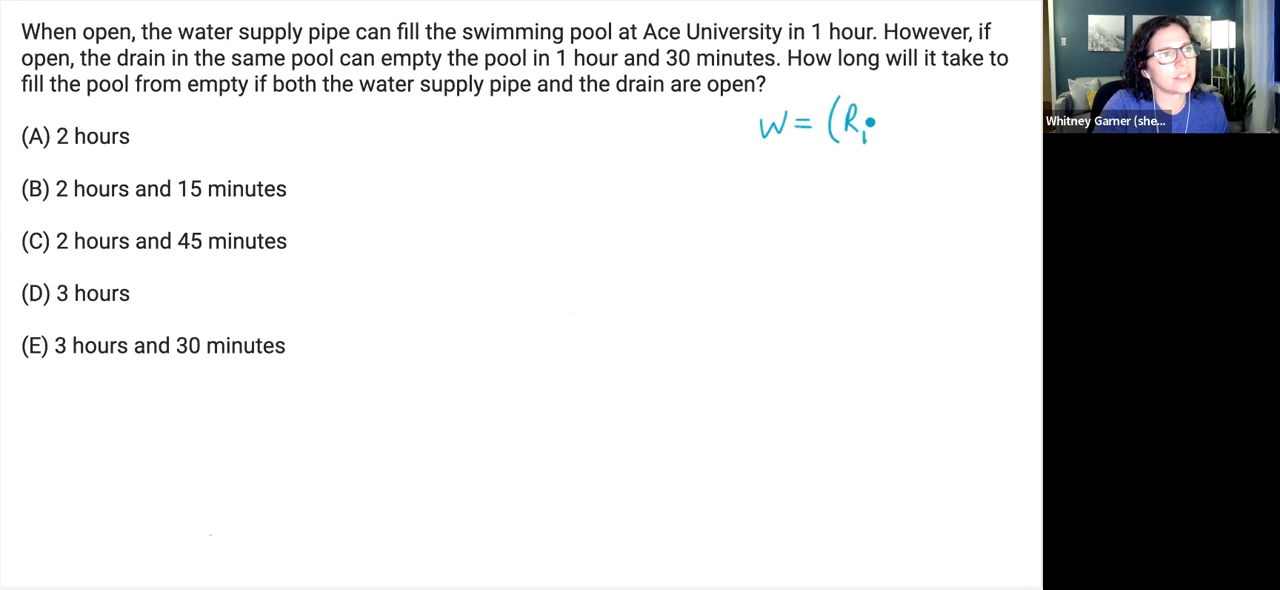 When open, the water supply pipe can fill the swimming pool at Ace University in 1 hour. However, if
open, the drain in the same pool can empty the pool in 1 hour and 30 minutes. How long will it take to
fill the pool from empty if both the water supply pipe and the drain are open?
W = (R₁
(A) 2 hours
(B) 2 hours and 15 minutes
(C) 2 hours and 45 minutes
(D) 3 hours
(E) 3 hours and 30 minutes
Whitney Garner (she...